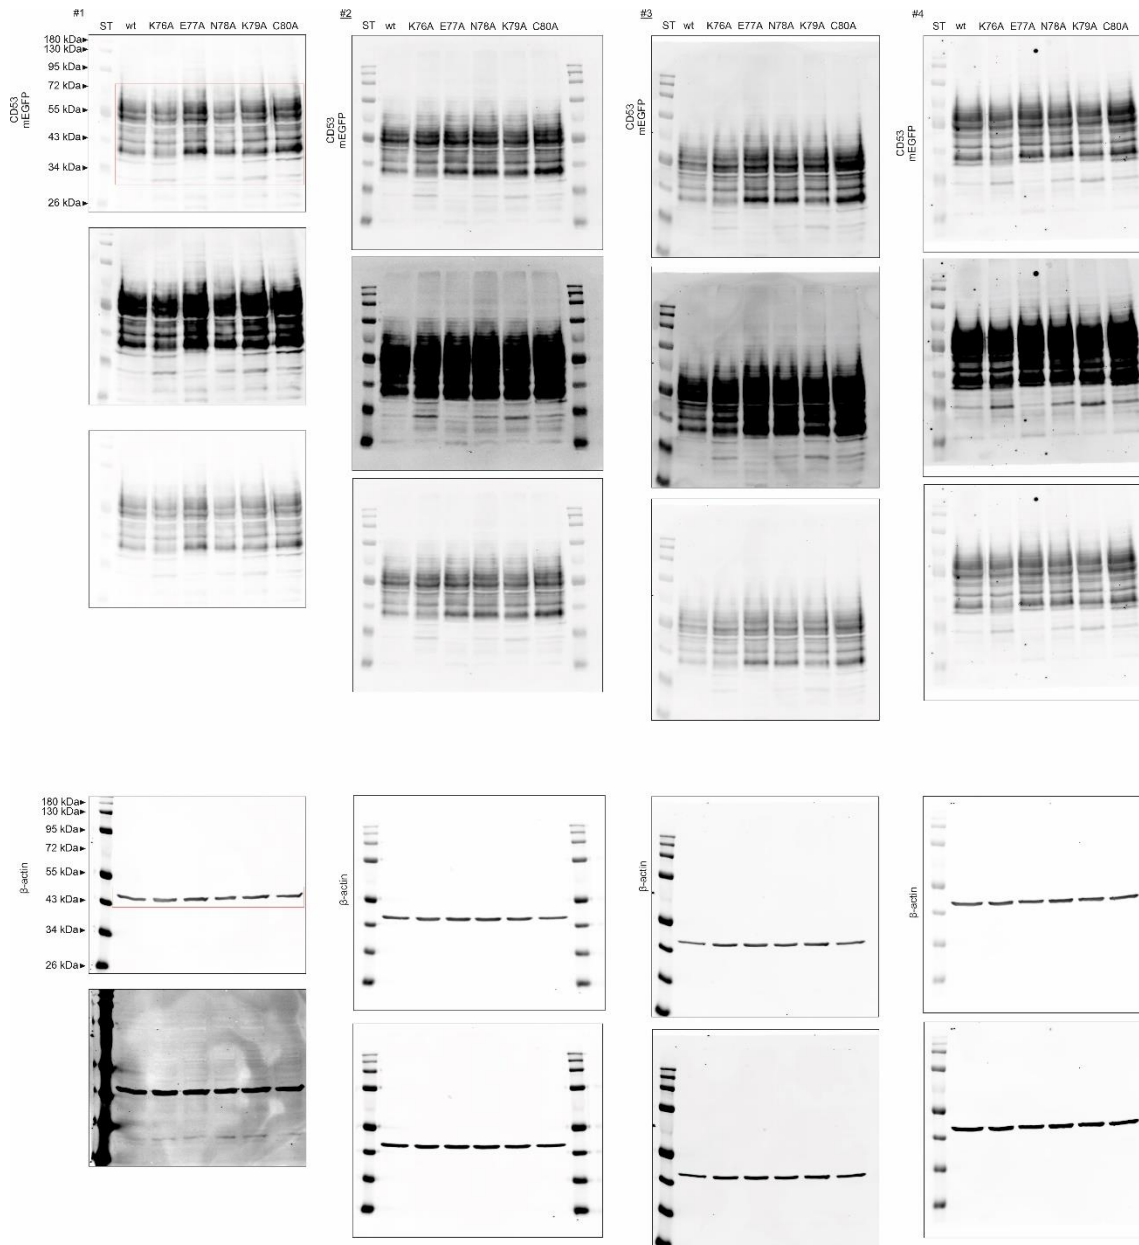 #1
ST wt K76A E77A N78A K79A C80A
180 kDa►
130 kDa►
95 kDa►
72 kDa►
55 kDa►
43 kDa►
34 kDa►
26 kDa►
CD53
mEGFP
#2
ST wt K76A E77A N78A K79A C80A
CD53
mEGFP
#3
ST wt K76A E77A N78A K79A C80A
CD53
mEGFP
#4
ST wt K76A E77A N78A K79A C80A
CD53
mEGFP
180 kDa►
130 kDa►
95 kDa►
72 kDa►
55 kDa►
43 kDa►
34 kDa►
26 kDa►
β-actin
β-actin
β-actin
β-actin